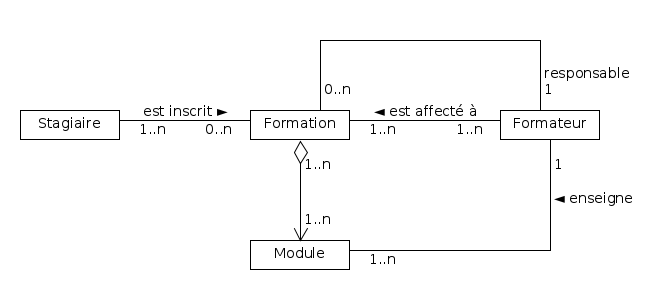 responsable
0..n
1
est inscrit ►
◄ est affecté à
Stagiaire
Formation
Formateur
1..n
0..n
1..n
1..n
1..n
1
◄ enseigne
1..n
Module
1..n